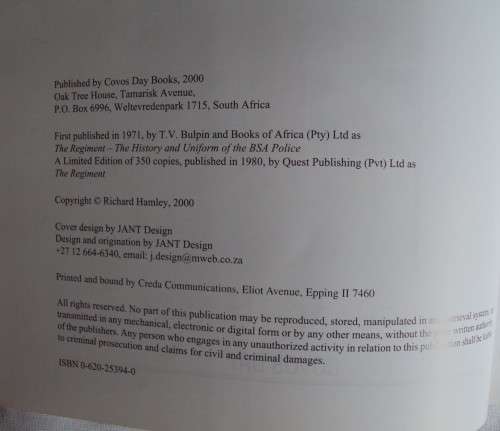 Published by Covos Day Books, 2000
Oak Tree House, Tamarisk Avenue,
P.O. Box 6996, Weltevredenpark 1715, South Africa
First published in 1971, by T.V. Bulpin and Books of Africa (Pty) Ltd as
The Regiment – The History and Uniform of the BSA Police
A Limited Edition of 350 copies, published in 1980, by Quest Publishing (Pvt) Ltd as
The Regiment
Copyright © Richard Hamley, 2000
Cover design by JANT Design
Design and origination by JANT Design
+27 12 664-6340, email: j.design@mweb.co.za
Printed and bound by Creda Communications, Eliot Avenue, Epping II 7460
All rights reserved. No part of this publication may be reproduced, stored, manipulated in system,
transmitted in any mechanical, electronic or digital form or by any other means, without the written
of the publishers. Any person who engages in any unauthorized activity in relation to this shall be
to criminal prosecution and claims for civil and criminal damages.
ISBN 0-620-25394-0